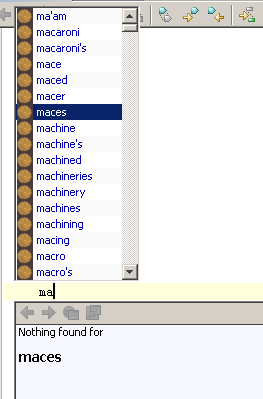 ma'am
macaroni
macaroni's
mace
maced
macer
maces
machine
machine's
machined
machineries
machinery
machines
machining
macing
macro
macro's
ma
Nothing found for
maces